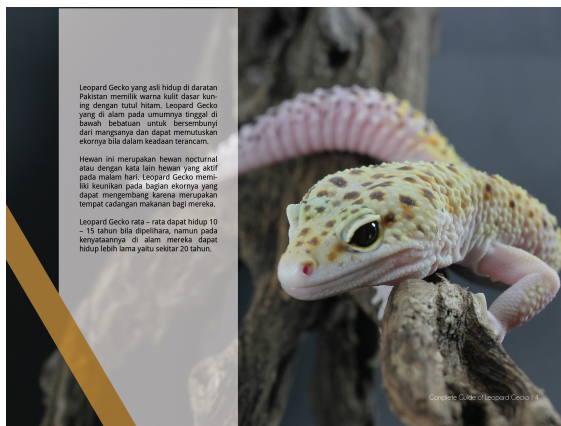 Leopard Gecko yang asli hidup di daratan
Pakistan memilik warna kulit dasar kun-
ing dengan tutul hitam. Leopard Gecko
yang di alam pada umumnya tinggal di
bawah bebatuan untuk bersembunyi
dari mangsanya dan dapat memutuskan
ekornya bila dalam keadaan terancam.
Hewan ini merupakan hewan nocturnal
atau dengan kata lain hewan yang aktif
pada malam hari. Leopard Gecko memi-
liki keunikan pada bagian ekornya yang
dapat mengembang karena merupakan
tempat cadangan makanan bagi mereka.
Leopard Gecko rata – rata dapat hidup 10
– 15 tahun bila dipelihara, namun pada
kenyataannya di alam mereka dapat
hidup lebih lama yaitu sekitar 20 tahun.
Complete Guide of Leopard Gecko | 4